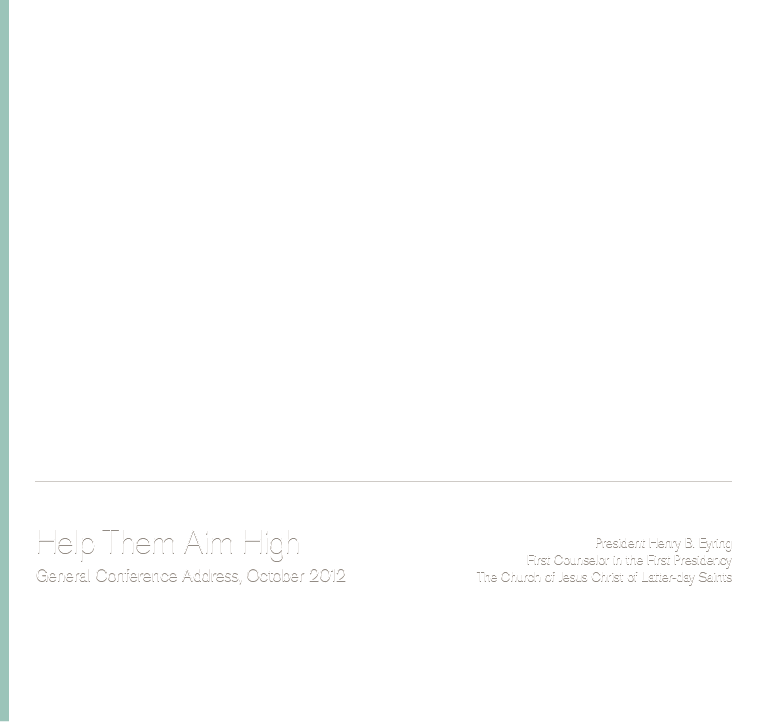 Help Them Aim High
General Conference Address, October 2012
President Henry B. Eyring
First Counselor in the First Presidency
The Church of Jesus Christ of Latter-day Saints